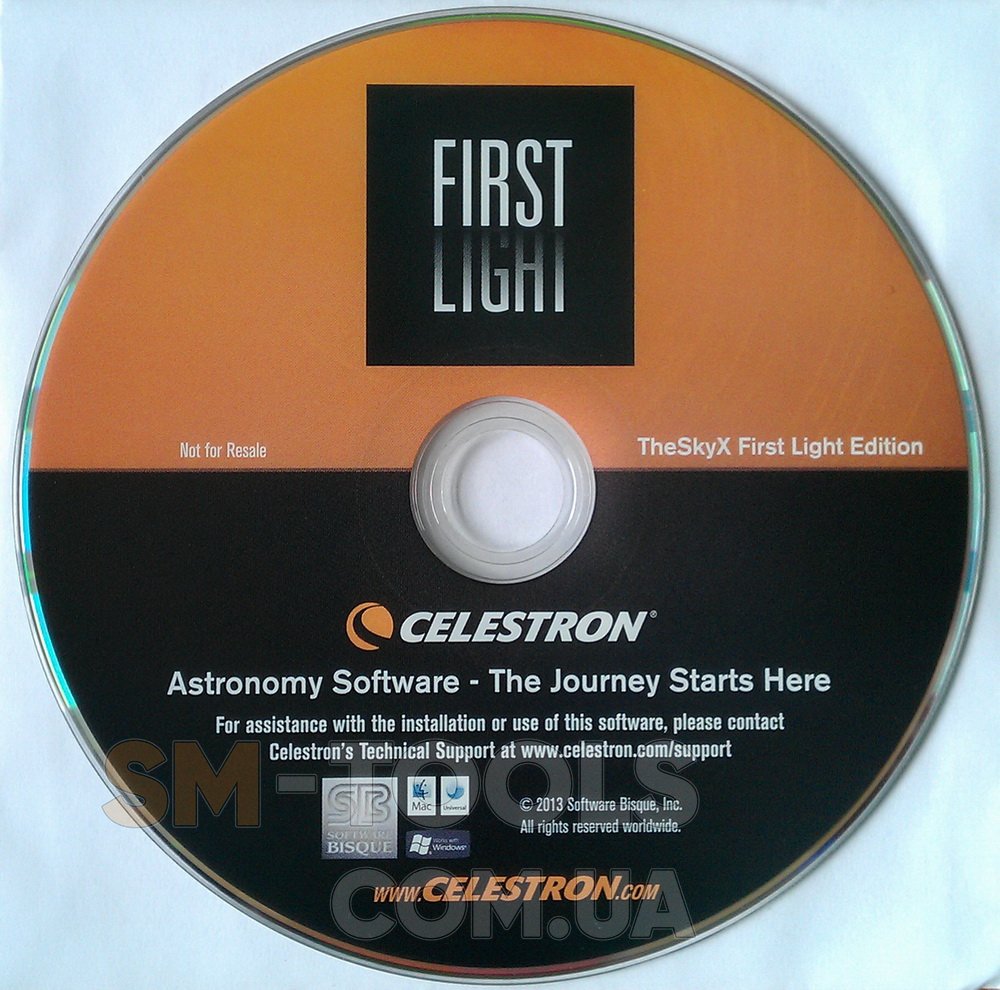 FIRST
LIGHT
Not for Resale
TheSkyX First Light Edition
CELESTRON®
Astronomy Software - The Journey Starts Here
For assistance with the installation or use of this software, please contact
Celestron's Technical Support at www.celestron.com/support
SM-TOOLS
SB
SOFTWARE
BISQUE
Mac
Universal
Works with
Windows®
© 2013 Software Bisque, Inc.
All rights reserved worldwide.
www.CELESTRON.com
COM.UA